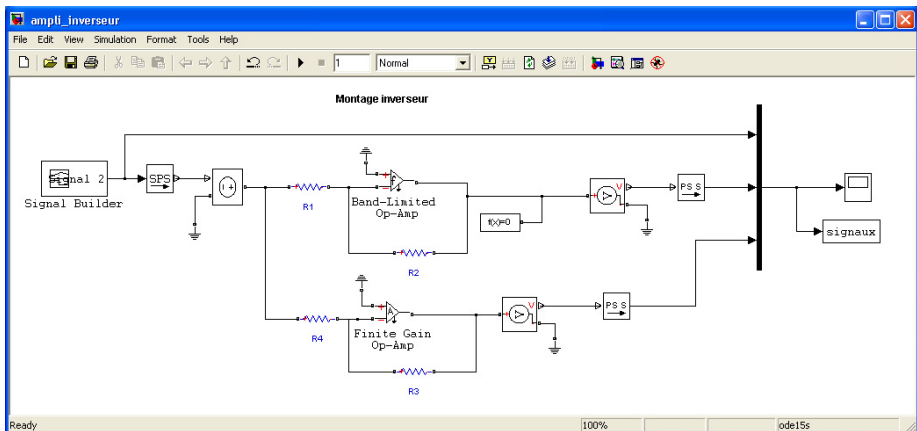 ampli_inverseur
File Edit View Simulation Format Tools Help
1 Normal
Montage inverseur
Signal 2
Signal Builder
SPS
R1
Band-Limited
Op-Amp
R2
f(x)=0
V
PS S
signaux
R4
A
Finite Gain
Op-Amp
R3
V
PS S
Ready 100% ode15s